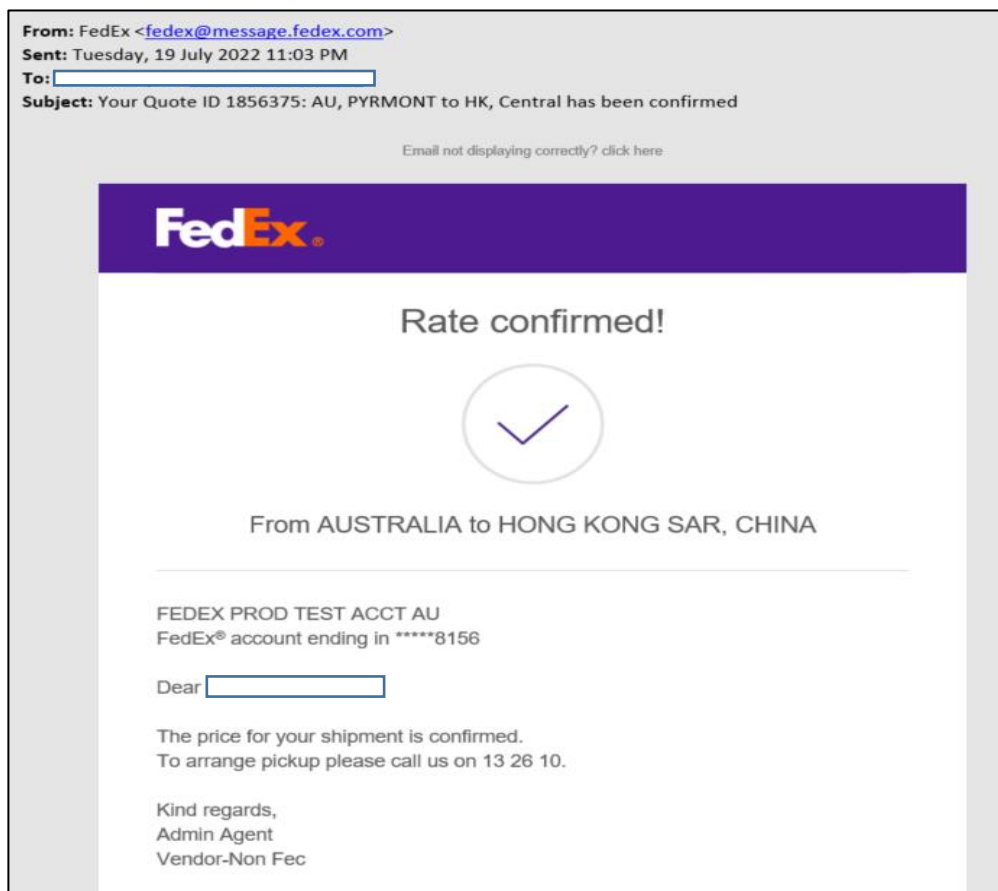 From: FedEx <fedex@message.fedex.com>
Sent: Tuesday, 19 July 2022 11:03 PM
To:
Subject: Your Quote ID 1856375: AU, PYRMONT to HK, Central has been confirmed
Email not displaying correctly? click here
FedEx®
Rate confirmed!
From AUSTRALIA to HONG KONG SAR, CHINA
FEDEX PROD TEST ACCT AU
FedEx® account ending in *****8156
Dear
The price for your shipment is confirmed.
To arrange pickup please call us on 13 26 10.
Kind regards,
Admin Agent
Vendor-Non Fec